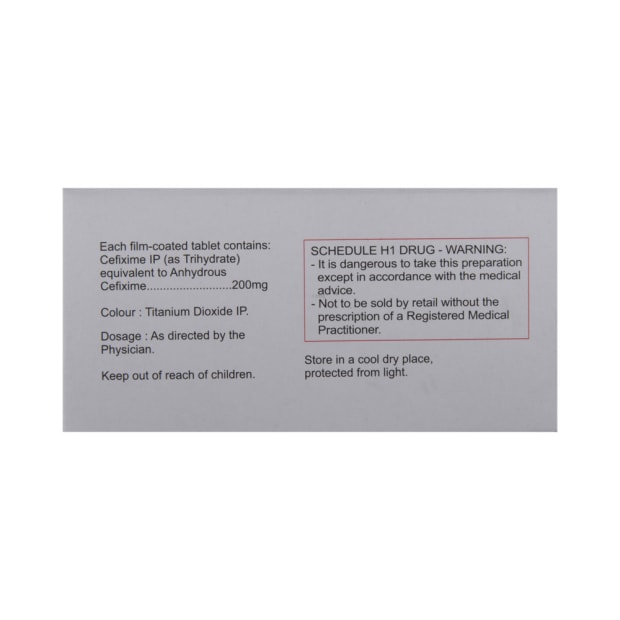 Each film-coated tablet contains:
Cefixime IP (as Trihydrate)
equivalent to Anhydrous
Cefixime..........................200mg
Colour : Titanium Dioxide IP.
Dosage : As directed by the
Physician.
Keep out of reach of children.
SCHEDULE H1 DRUG - WARNING:
- It is dangerous to take this preparation
except in accordance with the medical
advice.
- Not to be sold by retail without the
prescription of a Registered Medical
Practitioner.
Store in a cool dry place,
protected from light.